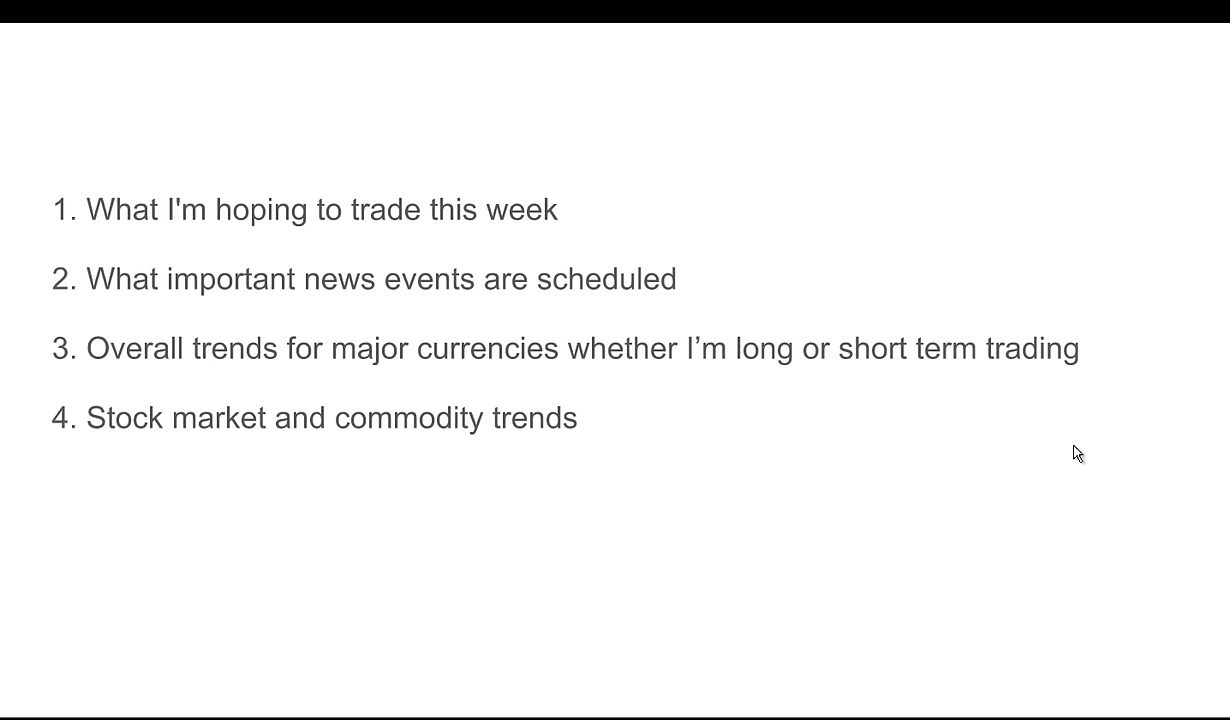 1. What I'm hoping to trade this week
2. What important news events are scheduled
3. Overall trends for major currencies whether I’m long or short term trading
4. Stock market and commodity trends